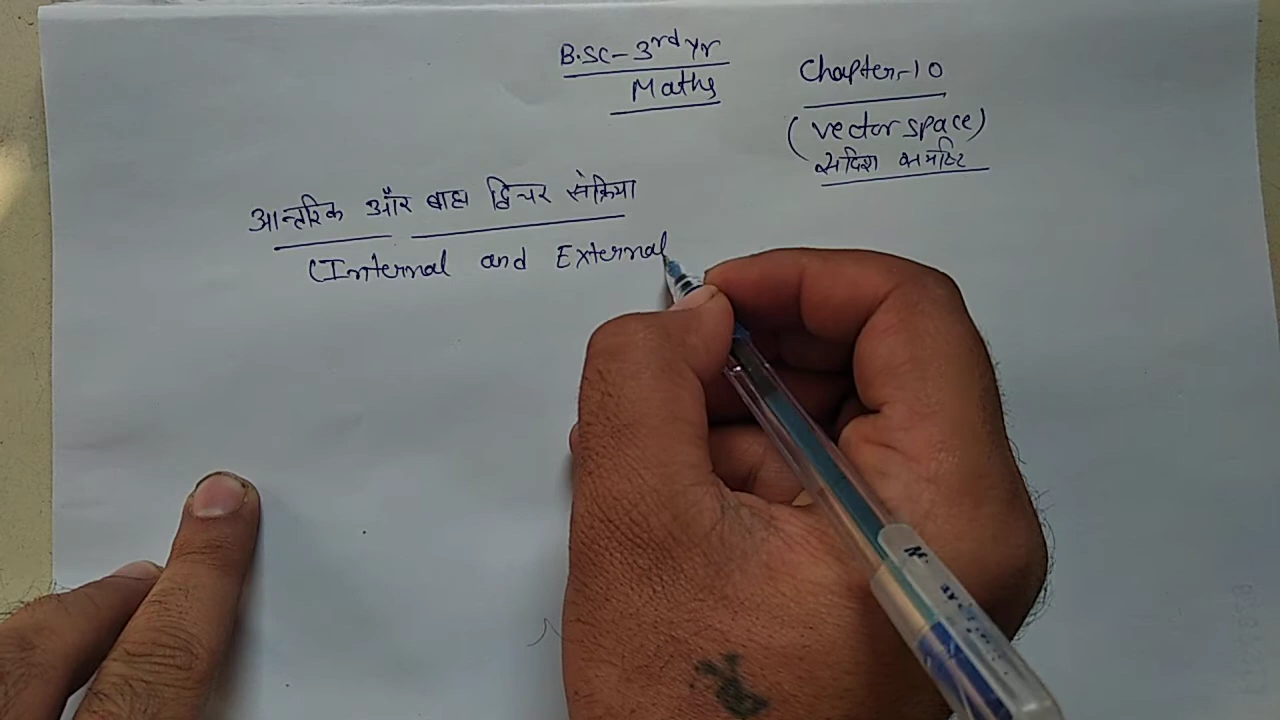 B.SC-3rd yr
Maths
Chapter-10
(Vector space)
सदिश समष्टि
आन्तरिक और बाह्य द्विचर संक्रिया
(Internal and External